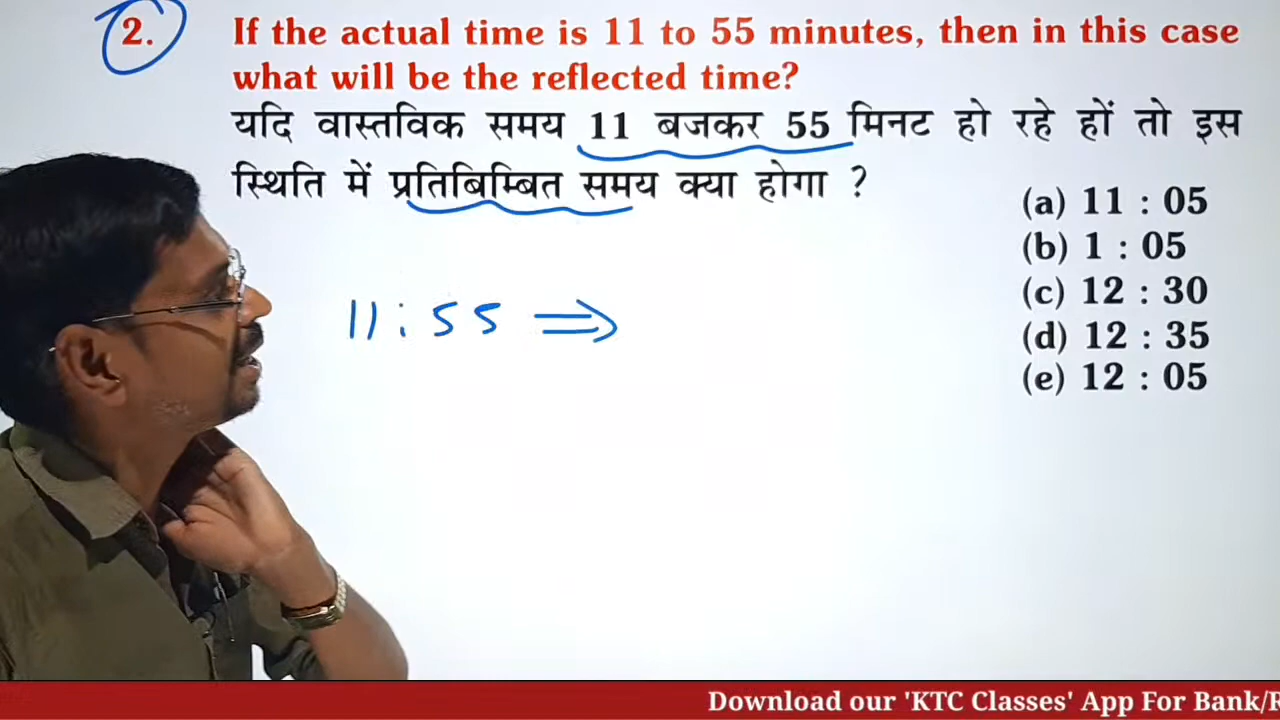 2. If the actual time is 11 to 55 minutes, then in this case
what will be the reflected time?
यदि वास्तविक समय 11 बजकर 55 मिनट हो रहे हों तो इस
स्थिति में प्रतिबिम्बित समय क्या होगा ?
(a) 11 : 05
(b) 1 : 05
(c) 12 : 30
(d) 12 : 35
(e) 12 : 05
11:55 ⇒
Download our 'KTC Classes' App For Bank/